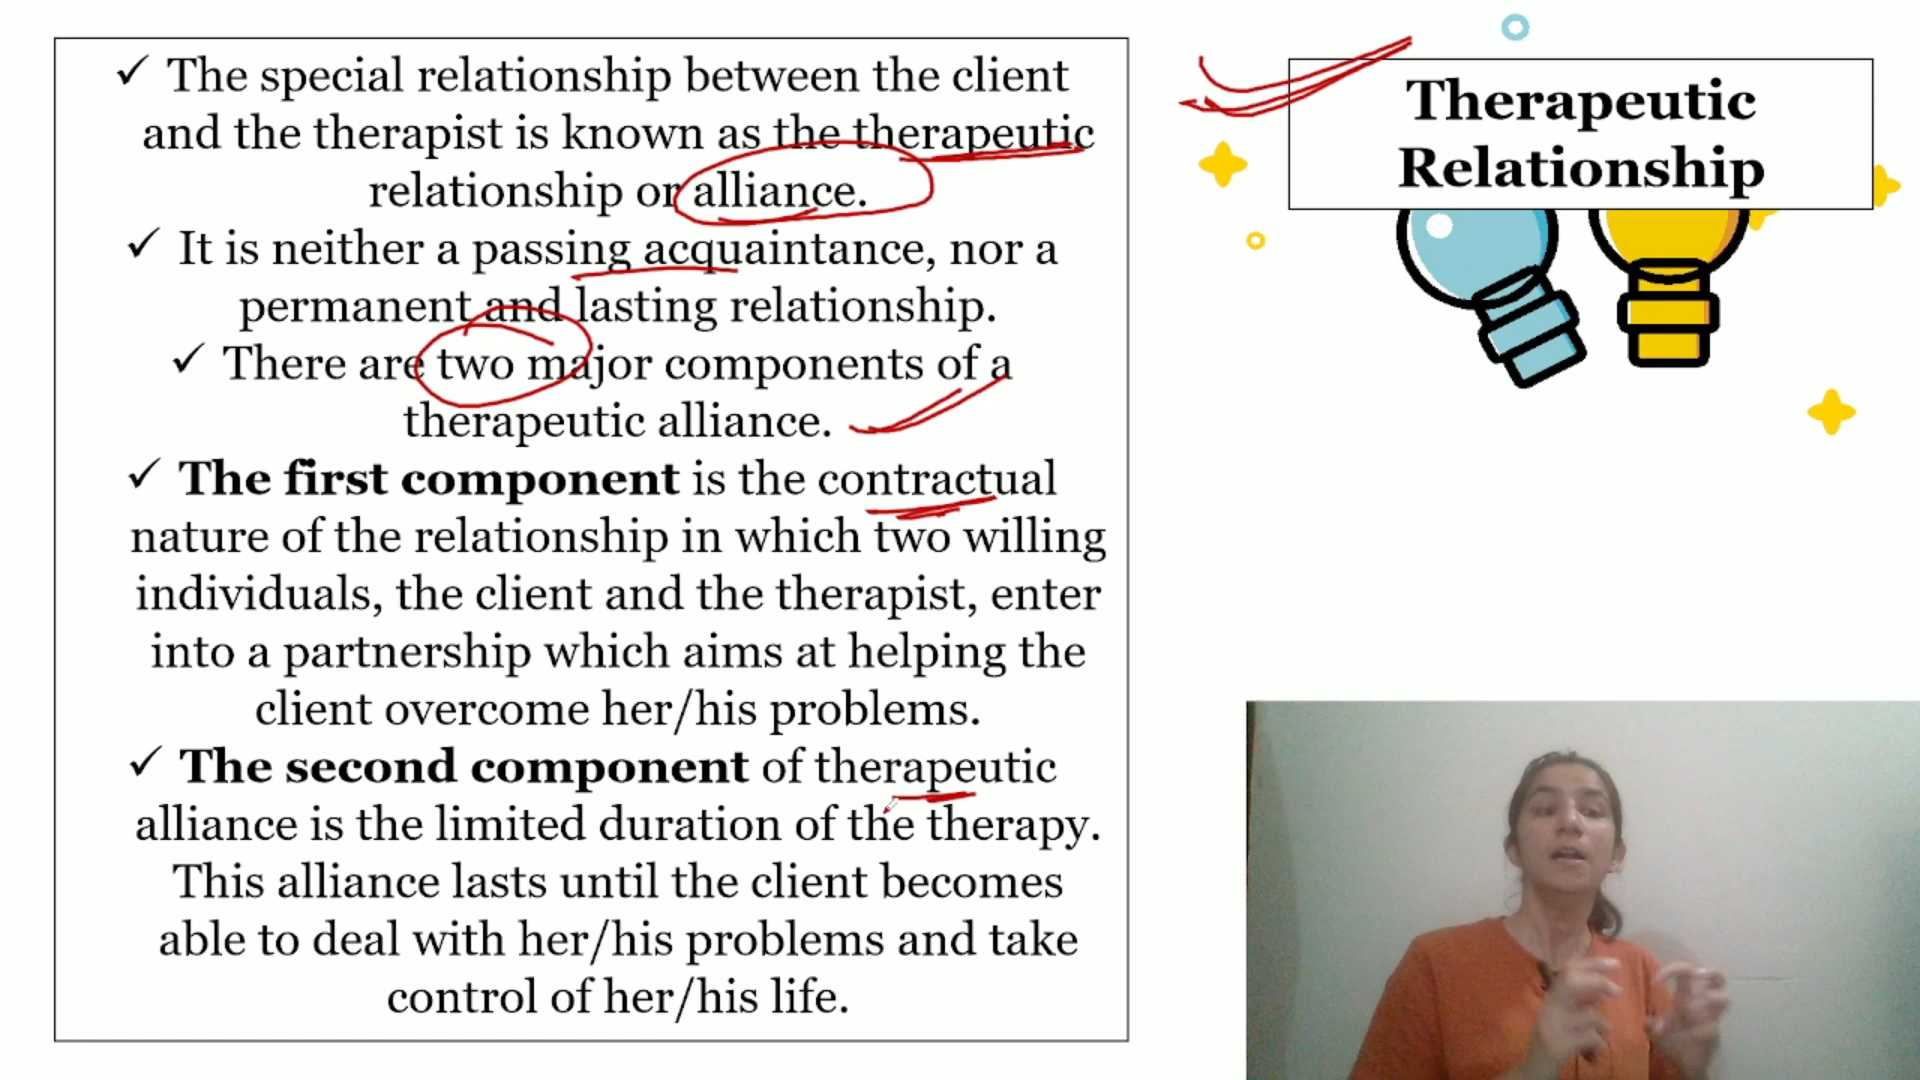 ✓ The special relationship between the client
and the therapist is known as the therapeutic
relationship or alliance.
✓ It is neither a passing acquaintance, nor a
permanent and lasting relationship.
✓ There are two major components of a
therapeutic alliance.
✓ The first component is the contractual
nature of the relationship in which two willing
individuals, the client and the therapist, enter
into a partnership which aims at helping the
client overcome her/his problems.
✓ The second component of therapeutic
alliance is the limited duration of the therapy.
This alliance lasts until the client becomes
able to deal with her/his problems and take
control of her/his life.
Therapeutic
Relationship